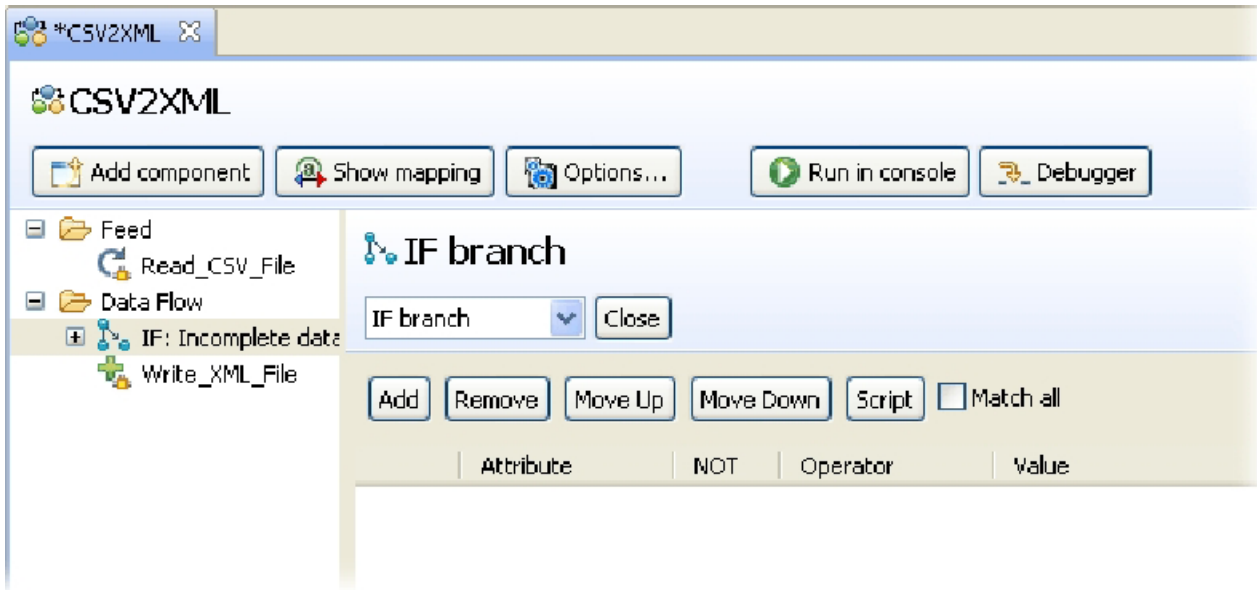 *CSV2XML
CSV2XML
Add component Show mapping Options... Run in console Debugger
Feed
Read_CSV_File
Data Flow
IF: Incomplete data
Write_XML_File
IF branch
IF branch Close
Add Remove Move Up Move Down Script Match all
Attribute NOT Operator Value